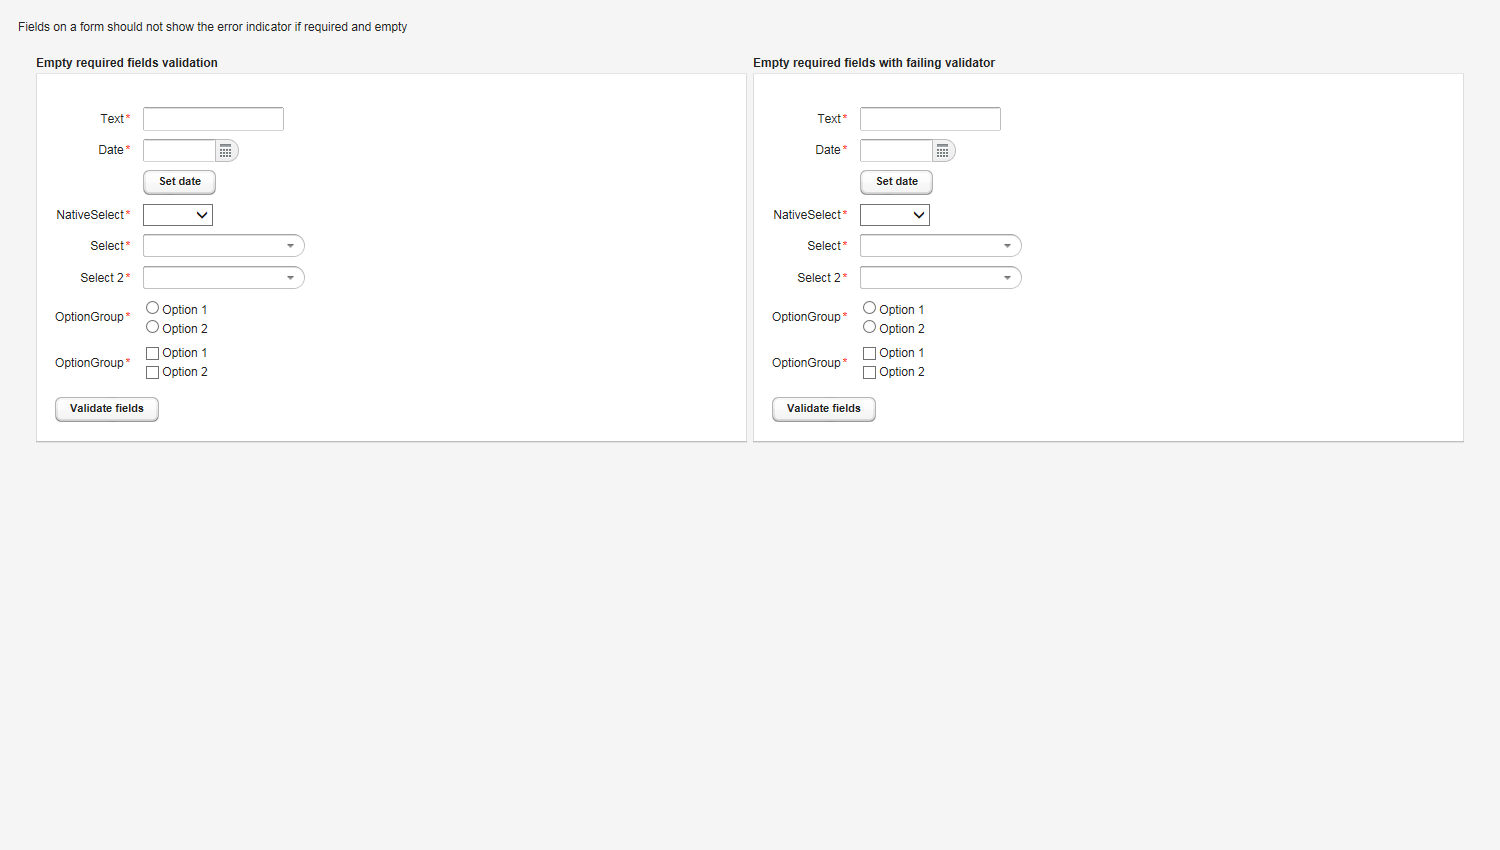 Fields on a form should not show the error indicator if required and empty
Empty required fields validation
Text*
Date*
Set date
NativeSelect*
Select*
Select 2*
OptionGroup*
Option 1
Option 2
OptionGroup*
Option 1
Option 2
Validate fields
Empty required fields with failing validator
Text*
Date*
Set date
NativeSelect*
Select*
Select 2*
OptionGroup*
Option 1
Option 2
OptionGroup*
Option 1
Option 2
Validate fields